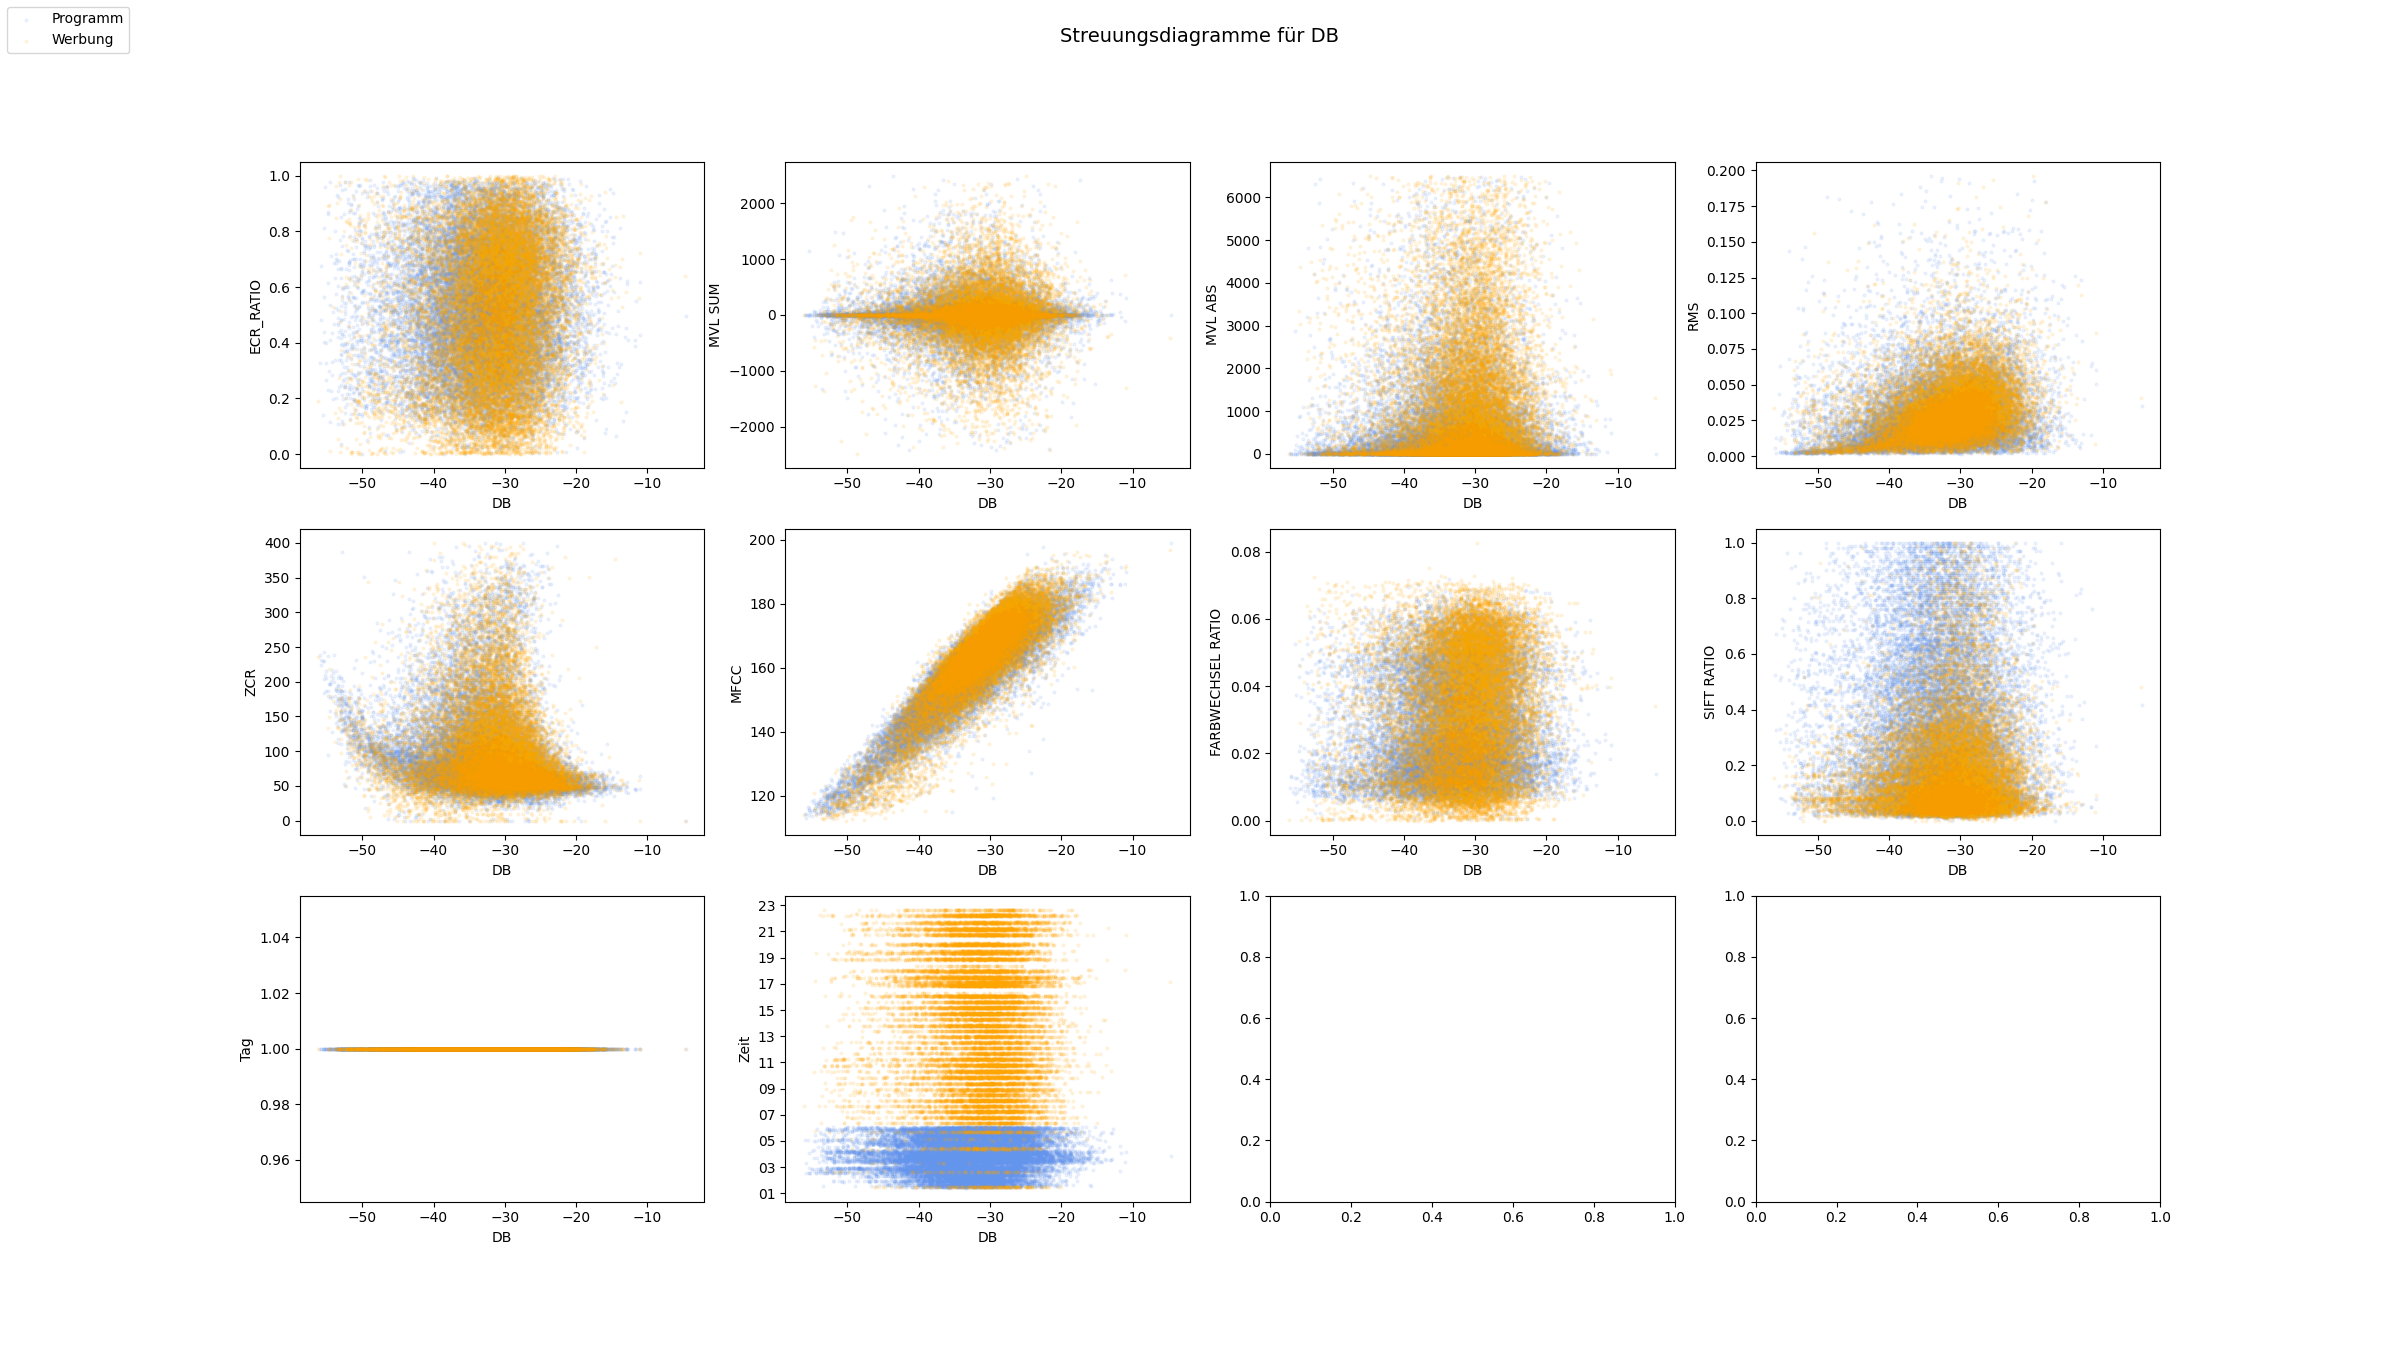 Programm
Werbung
Streuungsdiagramme für DB
1.0
0.8
0.6
0.4
0.2
0.0
ECR_RATIO
−50 −40 −30 −20 −10
DB
2000
1000
0
−1000
−2000
MVL SUM
−50 −40 −30 −20 −10
DB
6000
5000
4000
3000
2000
1000
0
MVL ABS
−50 −40 −30 −20 −10
DB
0.200
0.175
0.150
0.125
0.100
0.075
0.050
0.025
0.000
RMS
−50 −40 −30 −20 −10
DB
400
350
300
250
200
150
100
50
0
ZCR
−50 −40 −30 −20 −10
DB
200
180
160
140
120
MFCC
−50 −40 −30 −20 −10
DB
0.08
0.06
0.04
0.02
0.00
FARBWECHSEL RATIO
−50 −40 −30 −20 −10
DB
1.0
0.8
0.6
0.4
0.2
0.0
SIFT RATIO
−50 −40 −30 −20 −10
DB
1.04
1.02
1.00
0.98
0.96
Tag
−50 −40 −30 −20 −10
DB
23
21
19
17
15
13
11
09
07
05
03
01
Zeit
−50 −40 −30 −20 −10
DB
1.0
0.8
0.6
0.4
0.2
0.0
0.0 0.2 0.4 0.6 0.8 1.0
1.0
0.8
0.6
0.4
0.2
0.0
0.0 0.2 0.4 0.6 0.8 1.0